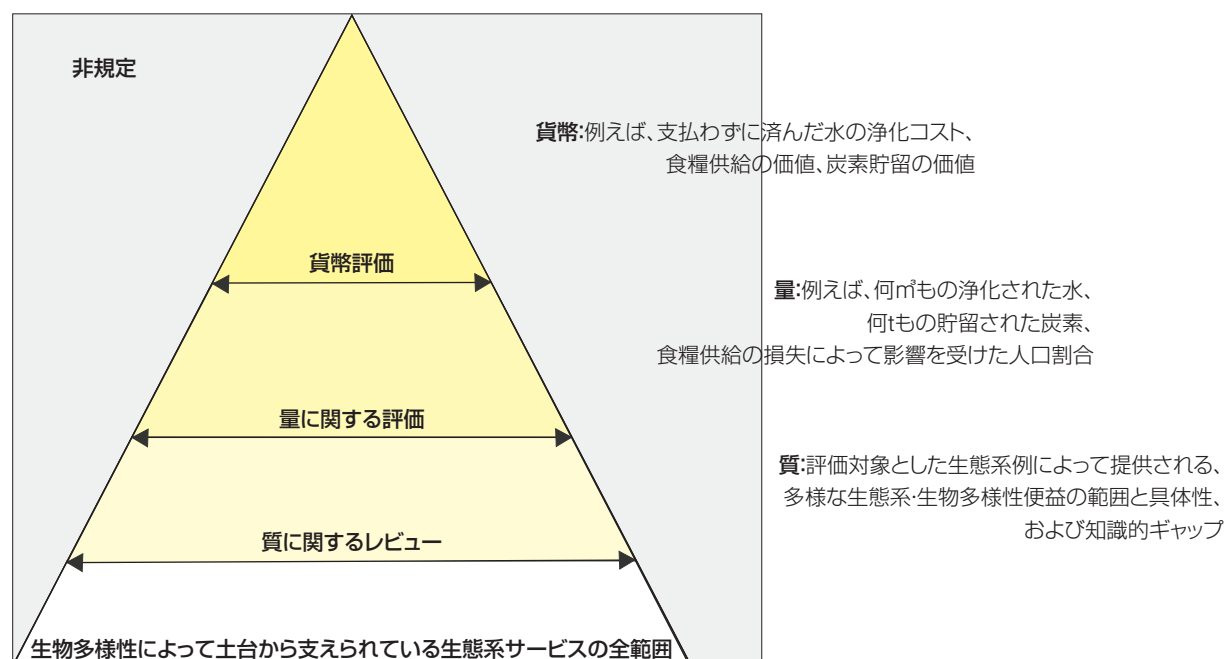 非規定
貨幣:例えば、支払わずに済んだ水の浄化コスト、
食糧供給の価値、炭素貯留の価値
貨幣評価
量:例えば、何㎥もの浄化された水、
何tもの貯留された炭素、
食糧供給の損失によって影響を受けた人口割合
量に関する評価
質:評価対象とした生態系例によって提供される、
多様な生態系・生物多様性便益の範囲と具体性、
および知識的ギャップ
質に関するレビュー
生物多様性によって土台から支えられている生態系サービスの全範囲